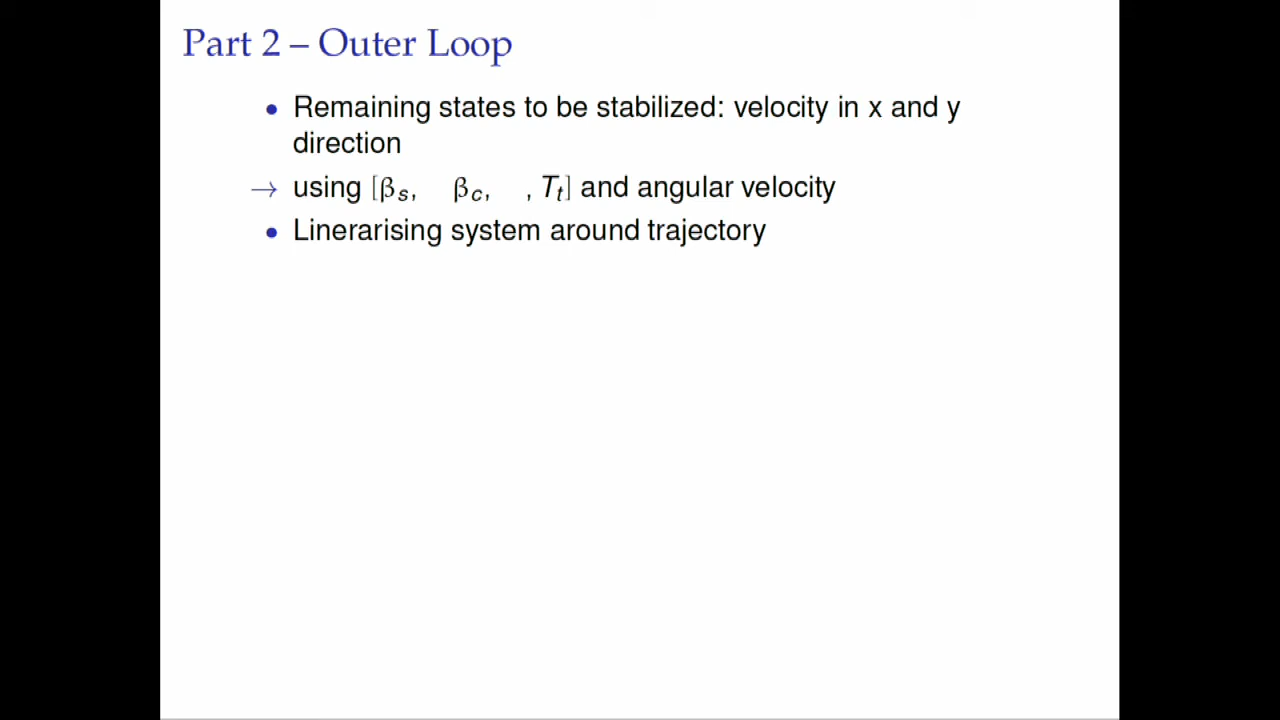 Part 2 – Outer Loop
• Remaining states to be stabilized: velocity in x and y
direction
→ using [βs, βc, , Tt] and angular velocity
• Linerarising system around trajectory